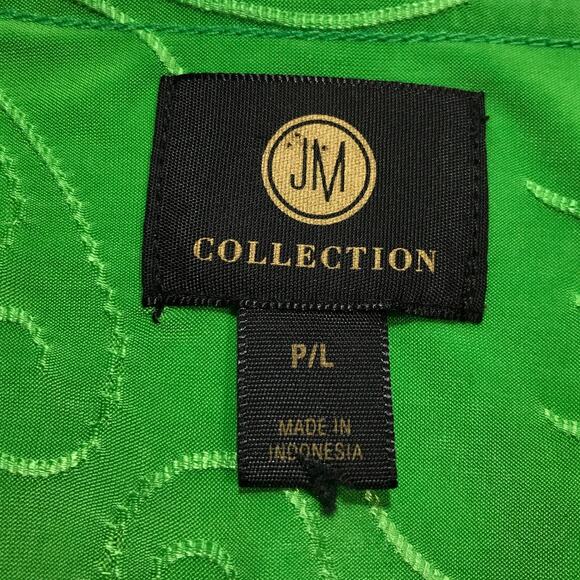 JM
COLLECTION
P/L
MADE IN
INDONESIA